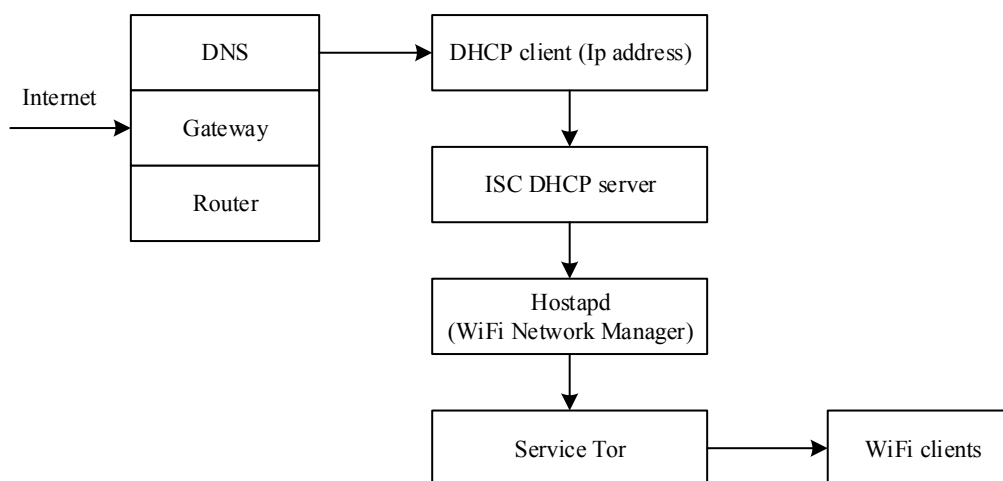 Internet
DNS
Gateway
Router
DHCP client (Ip address)
ISC DHCP server
Hostapd
(WiFi Network Manager)
Service Tor
WiFi clients